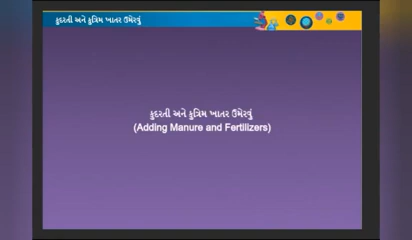 કુદરતી અને કુત્રિમ ખાતર ઉમેરવું
કુદરતી અને કુત્રિમ ખાતર ઉમેરવું
(Adding Manure and Fertilizers)